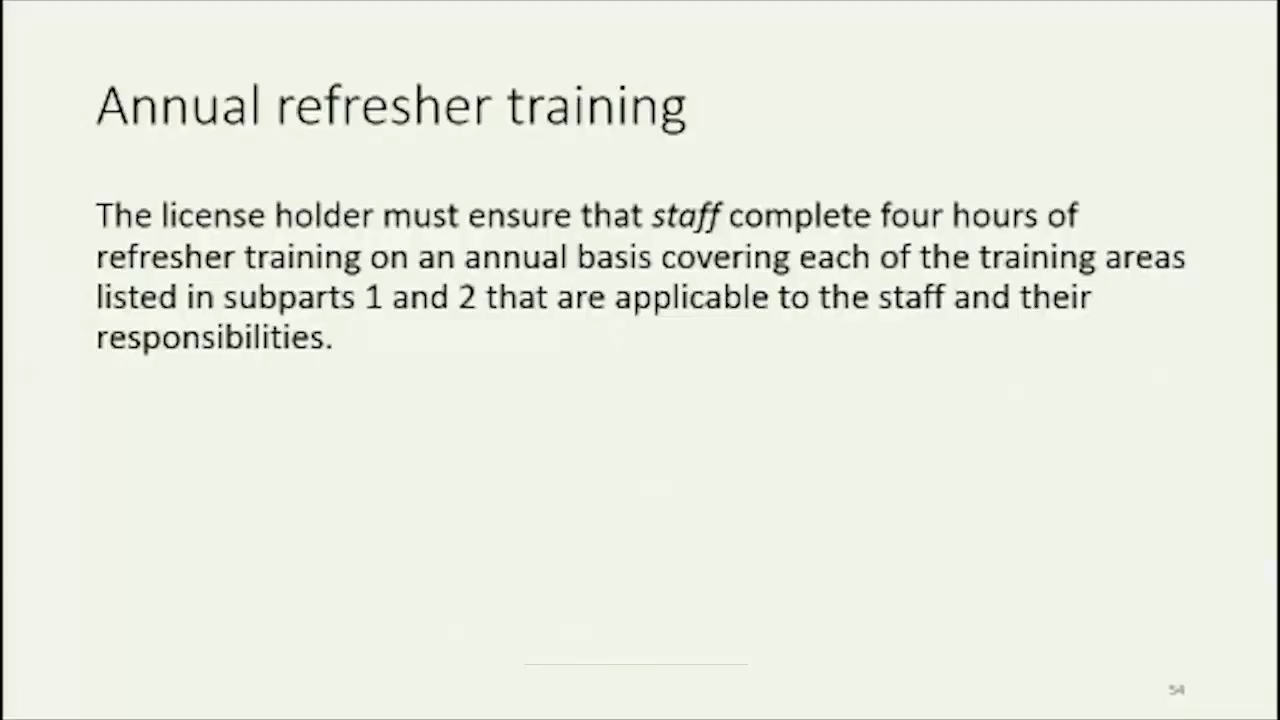 Annual refresher training
The license holder must ensure that staff complete four hours of
refresher training on an annual basis covering each of the training areas
listed in subparts 1 and 2 that are applicable to the staff and their
responsibilities.
54